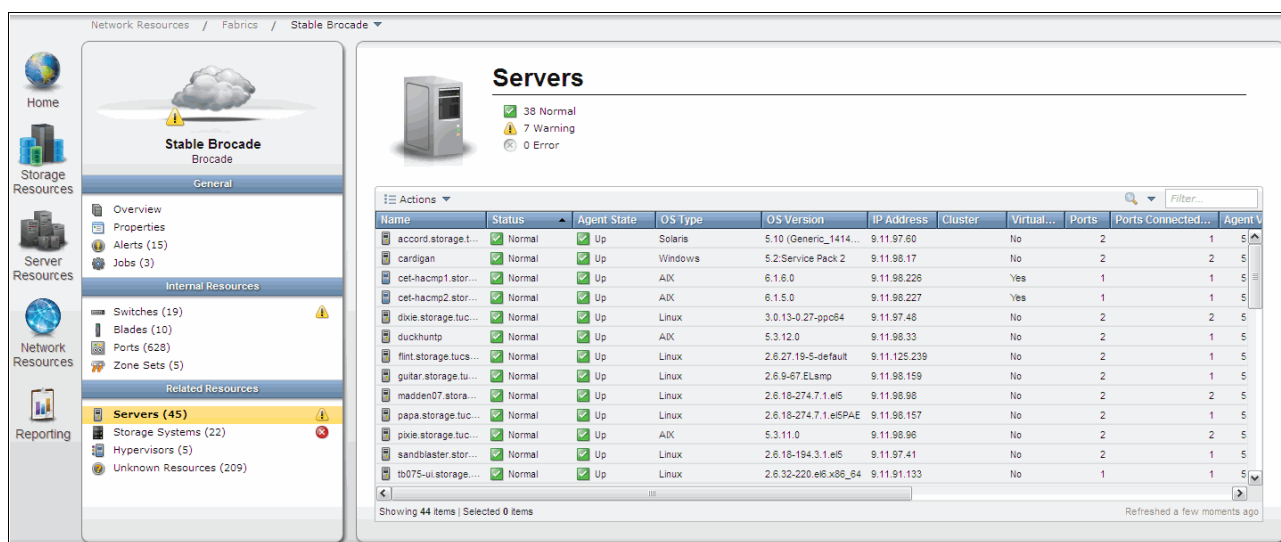 Network Resources / Fabrics / Stable Brocade
Home
Storage Resources
Server Resources
Network Resources
Reporting
Stable Brocade
Brocade
General
Overview
Properties
Alerts (15)
Jobs (3)
Internal Resources
Switches (19)
Blades (10)
Ports (628)
Zone Sets (5)
Related Resources
Servers (45)
Storage Systems (22)
Hypervisors (5)
Unknown Resources (209)
Servers
38 Normal
7 Warning
0 Error
Actions Filter...
Name Status Agent State OS Type OS Version IP Address Cluster Virtual... Ports Ports Connected... Agent V
accord.storage.t... Normal Up Solaris 5.10 (Generic_1414... 9.11.97.60 No 2 1 5
cardigan Normal Up Windows 5.2:Service Pack 2 9.11.98.17 No 2 2 5
cet-hacmp1.stor... Normal Up AIX 6.1.6.0 9.11.98.226 Yes 1 1 5
cet-hacmp2.stor... Normal Up AIX 6.1.5.0 9.11.98.227 Yes 1 1 5
dixie.storage.tuc... Normal Up Linux 3.0.13-0.27-ppc64 9.11.97.48 No 2 2 5
duckhuntp Normal Up AIX 5.3.12.0 9.11.98.33 No 2 1 5
flint.storage.tucs... Normal Up Linux 2.6.27.19-5-default 9.11.125.239 No 2 1 5
guitar.storage.tu... Normal Up Linux 2.6.9-67.ELsmp 9.11.98.159 No 2 1 5
madden07.stora... Normal Up Linux 2.6.18-274.7.1.el5 9.11.98.98 No 2 2 5
papa.storage.tuc... Normal Up Linux 2.6.18-274.7.1.el5PAE 9.11.98.157 No 2 1 5
pixie.storage.tuc... Normal Up AIX 5.3.11.0 9.11.98.96 No 2 2 5
sandblaster.stor... Normal Up Linux 2.6.18-194.3.1.el5 9.11.97.41 No 2 1 5
tb075-ui.storage.... Normal Up Linux 2.6.32-220.el6.x86_64 9.11.91.133 No 1 1 5
Showing 44 items | Selected 0 items Refreshed a few moments ago